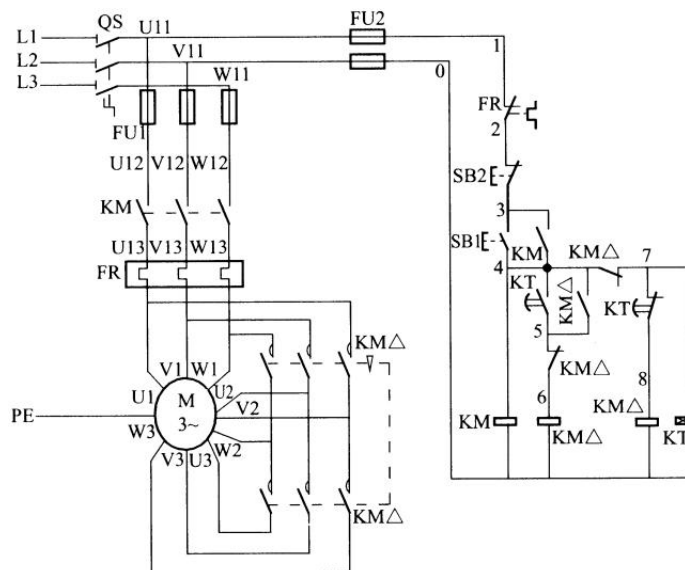 QS
U11
FU2
L1
1
V11
L2
0
W11
L3
FU1
FR
2
U12 V12 W12
SB2
KM
3
U13 V13 W13
SB1
KM
KM△
7
4
FR
KT
KM△
KT
5
KM△
KM△
V1 W1
U2
U1
M
3~
V2
6
8
PE
W3
KM△
KM
KM△
KT
W2
V3 U3
KM△